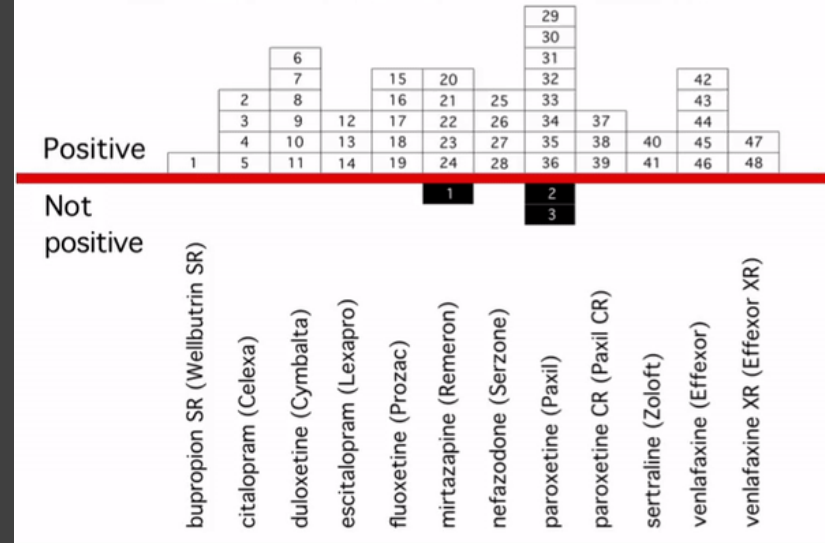 29
30
6 31
7 15 20 32 42
2 8 16 21 25 33 43
3 9 12 17 22 26 34 37 44
Positive 4 10 13 18 23 27 35 38 40 45 47
1 5 11 14 19 24 28 36 39 41 46 48
Not positive
1 2
3
bupropion SR (Wellbutrin SR)
citalopram (Celexa)
duloxetine (Cymbalta)
escitalopram (Lexapro)
fluoxetine (Prozac)
mirtazapine (Remeron)
nefazodone (Serzone)
paroxetine (Paxil)
paroxetine CR (Paxil CR)
sertraline (Zoloft)
venlafaxine (Effexor)
venlafaxine XR (Effexor XR)